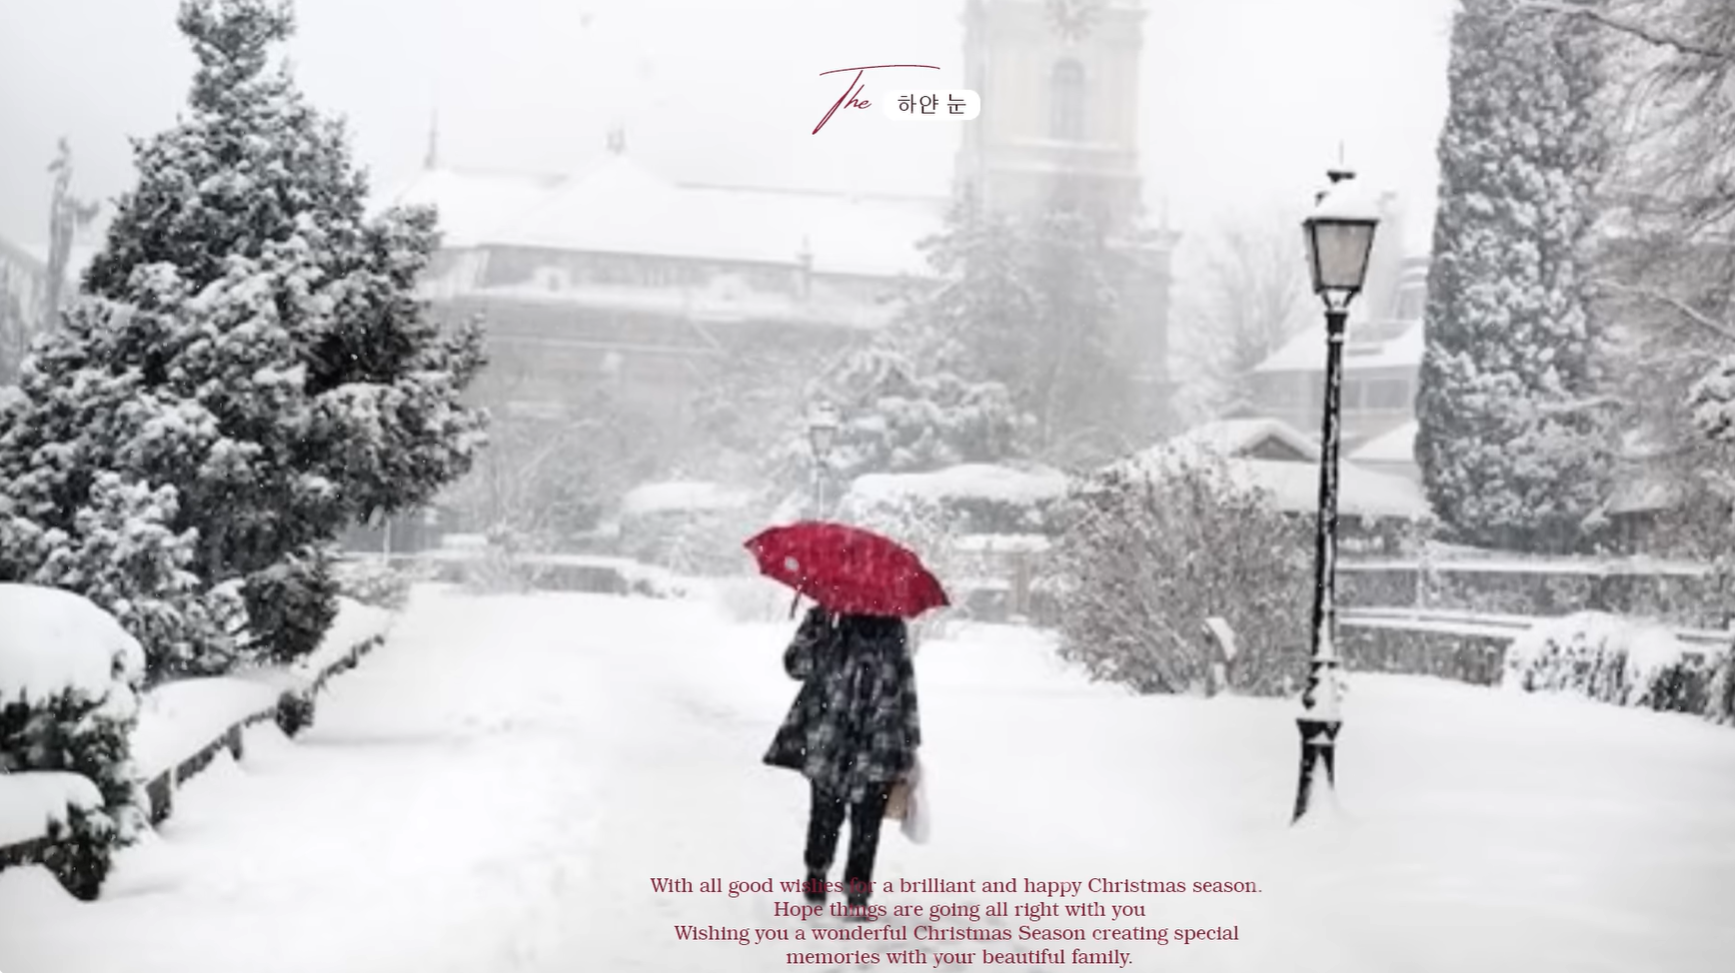 The 하얀 눈
With all good wishes for a brilliant and happy Christmas season.
Hope things are going all right with you
Wishing you a wonderful Christmas Season creating special
memories with your beautiful family.